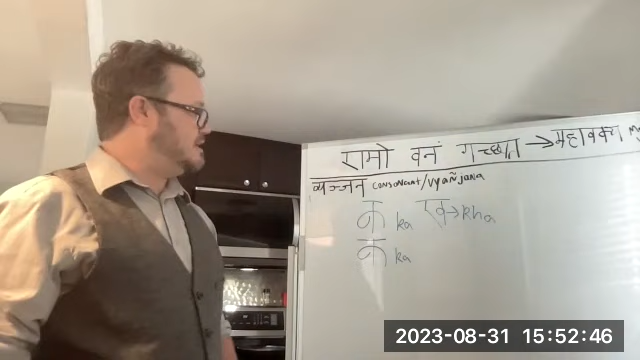 रामो वनं गच्छति → महावाक्य
व्यञ्जन consonant/vyañjana
क ka ख → kha
क ka
2023-08-31 15:52:46